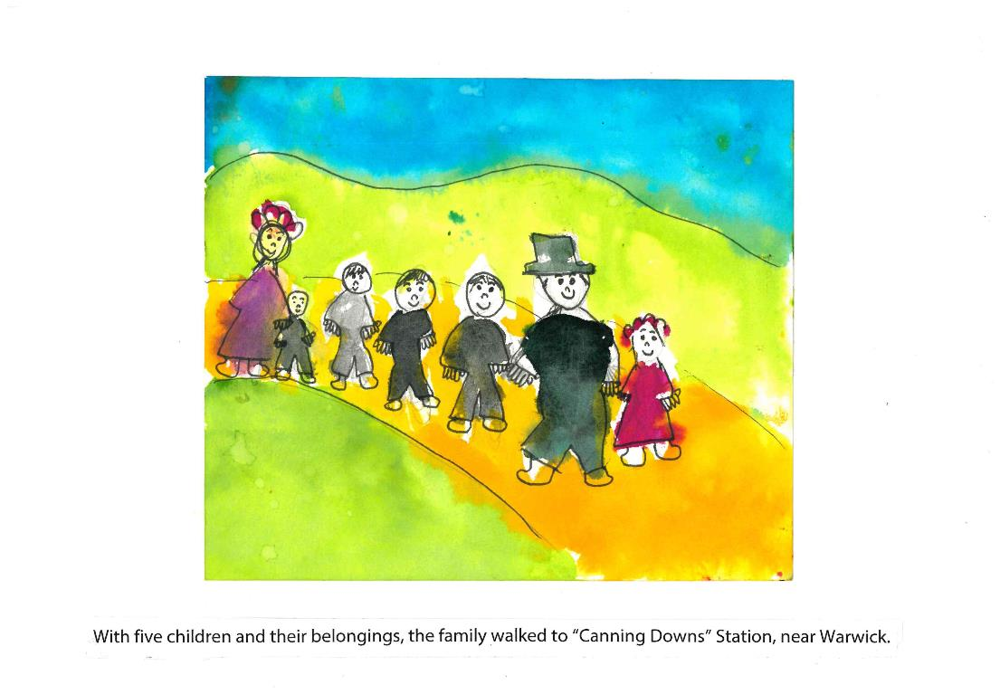 With five children and their belongings, the family walked to “Canning Downs” Station, near Warwick.